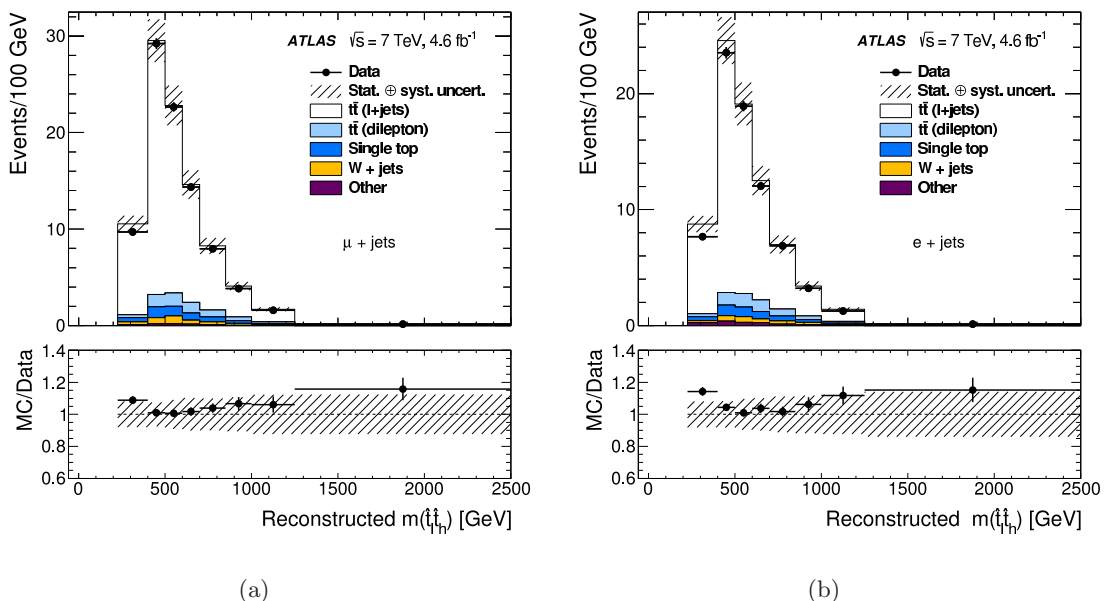 Events/100 GeV
30
20
10
0
ATLAS √s = 7 TeV, 4.6 fb⁻¹
Data
Stat. ⊕ syst. uncert.
tt̄ (l+jets)
tt̄ (dilepton)
Single top
W + jets
Other
μ + jets
MC/Data
1.4
1.2
1
0.8
0.6
0 500 1000 1500 2000 2500
Reconstructed m(t̂ₗt̂ₕ) [GeV]
(a)
Events/100 GeV
20
10
0
ATLAS √s = 7 TeV, 4.6 fb⁻¹
Data
Stat. ⊕ syst. uncert.
tt̄ (l+jets)
tt̄ (dilepton)
Single top
W + jets
Other
e + jets
MC/Data
1.4
1.2
1
0.8
0.6
0 500 1000 1500 2000 2500
Reconstructed m(t̂ₗt̂ₕ) [GeV]
(b)